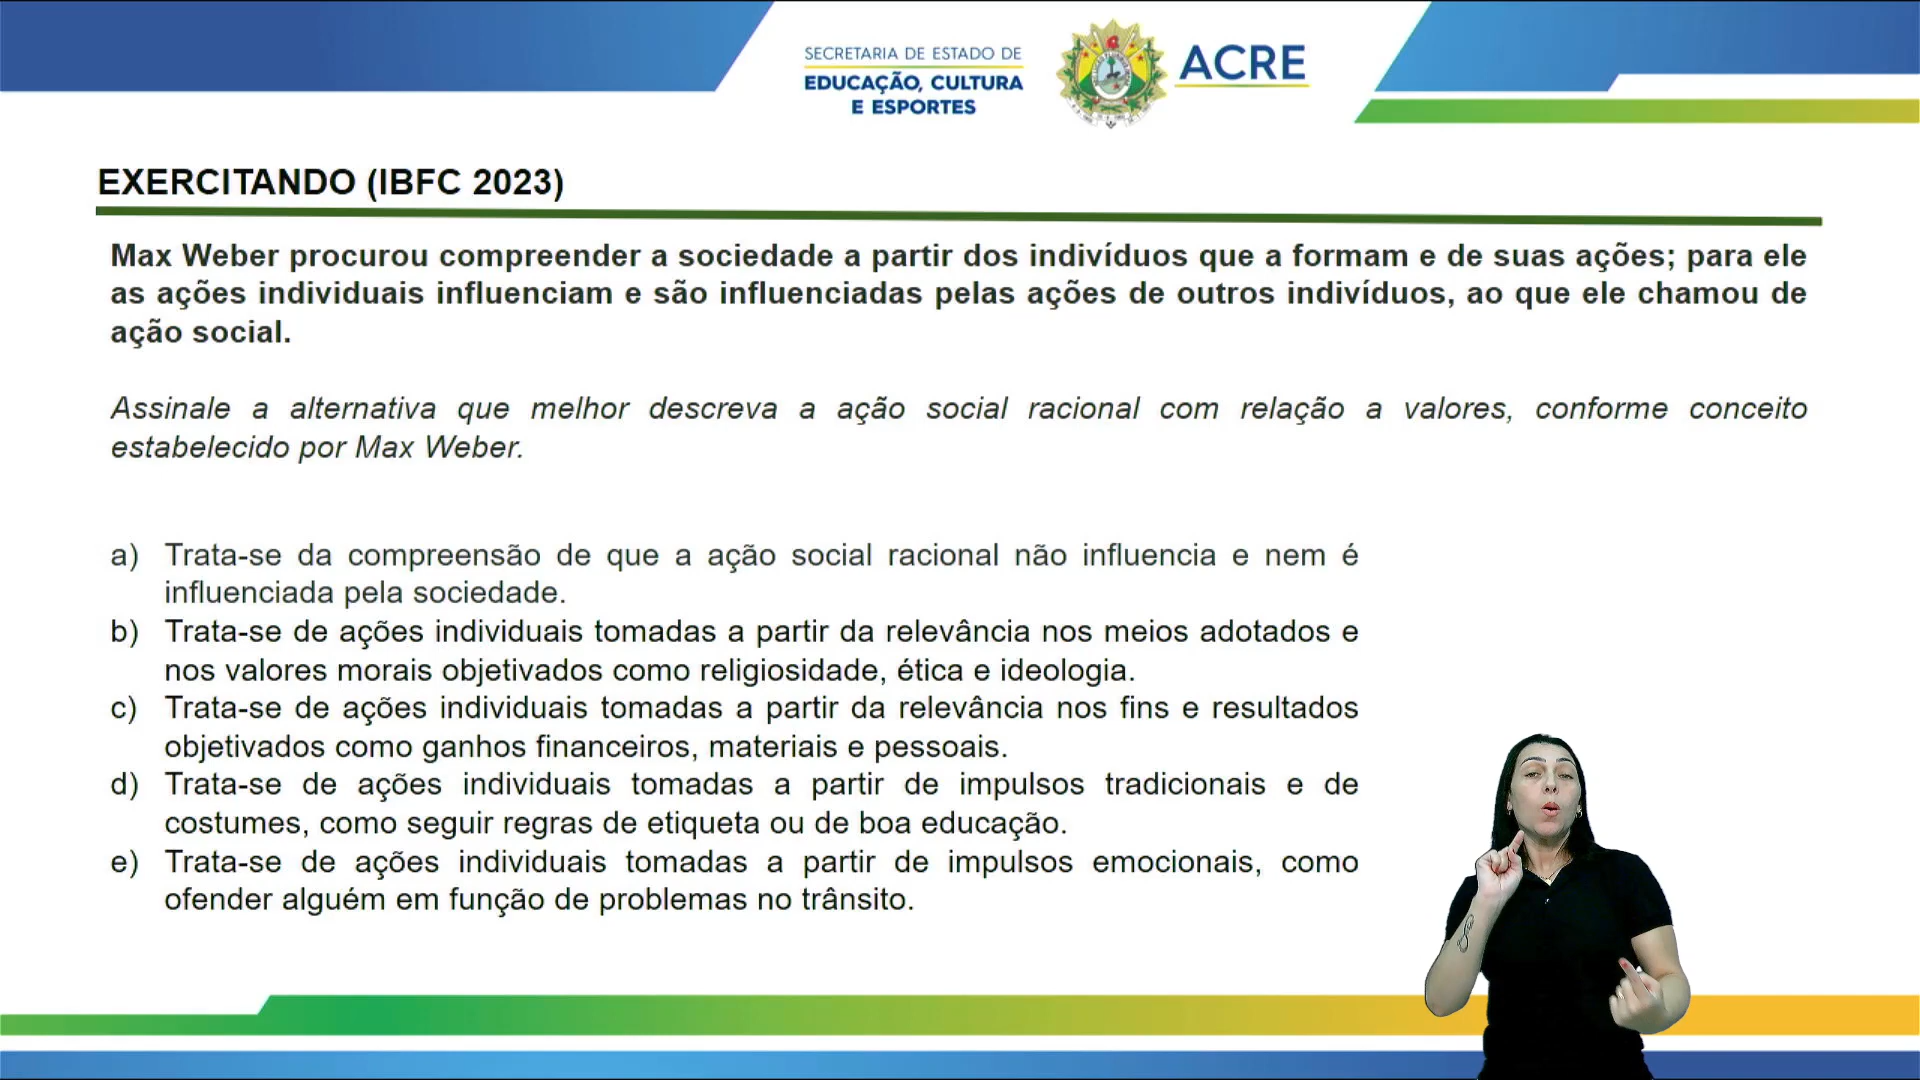 SECRETARIA DE ESTADO DE
EDUCAÇÃO, CULTURA
E ESPORTES
ACRE
EXERCITANDO (IBFC 2023)
Max Weber procurou compreender a sociedade a partir dos indivíduos que a formam e de suas ações; para ele
as ações individuais influenciam e são influenciadas pelas ações de outros indivíduos, ao que ele chamou de
ação social.
Assinale a alternativa que melhor descreva a ação social racional com relação a valores, conforme conceito
estabelecido por Max Weber.
a) Trata-se da compreensão de que a ação social racional não influencia e nem é
influenciada pela sociedade.
b) Trata-se de ações individuais tomadas a partir da relevância nos meios adotados e
nos valores morais objetivados como religiosidade, ética e ideologia.
c) Trata-se de ações individuais tomadas a partir da relevância nos fins e resultados
objetivados como ganhos financeiros, materiais e pessoais.
d) Trata-se de ações individuais tomadas a partir de impulsos tradicionais e de
costumes, como seguir regras de etiqueta ou de boa educação.
e) Trata-se de ações individuais tomadas a partir de impulsos emocionais, como
ofender alguém em função de problemas no trânsito.